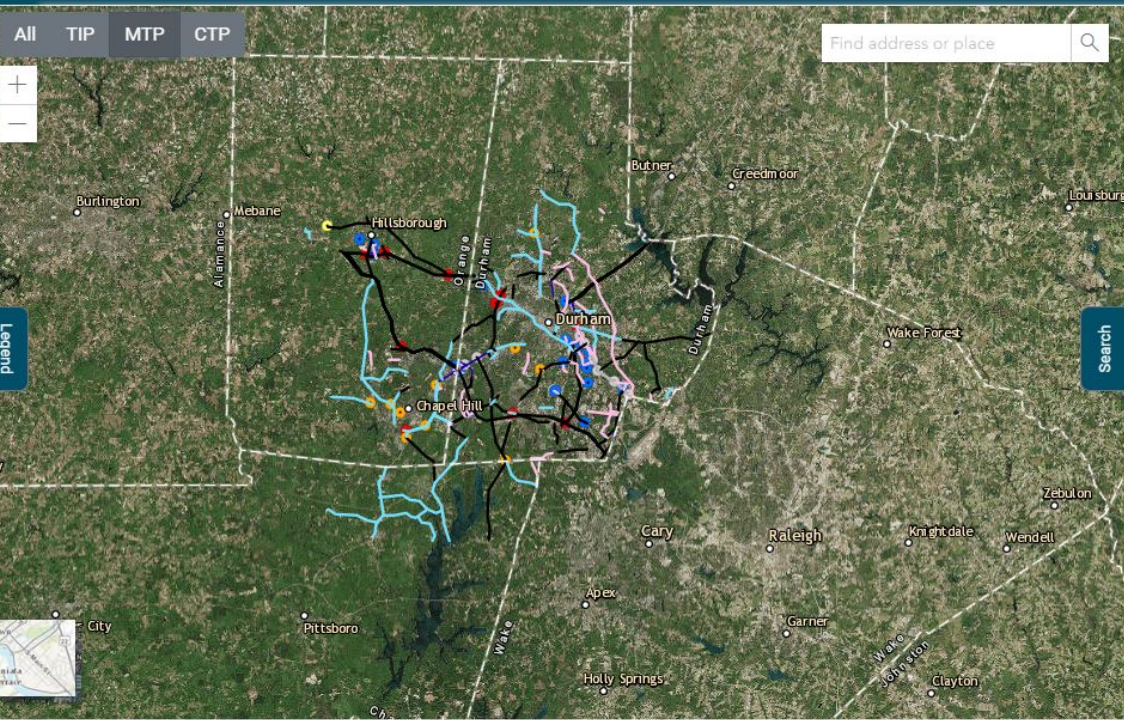 All TIP MTP CTP
Find address or place
+
−
Butner
Creedmoor
Burlington
Louisburg
Mebane
Hillsborough
Alamance
Orange
Durham
Durham
Durham
Wake Forest
Legend
Search
Chapel Hill
Zebulon
Cary
Raleigh
Knightdale
Wendell
Apex
City
Pittsboro
Garner
Wake
Wake
Johnston
Holly Springs
Clayton